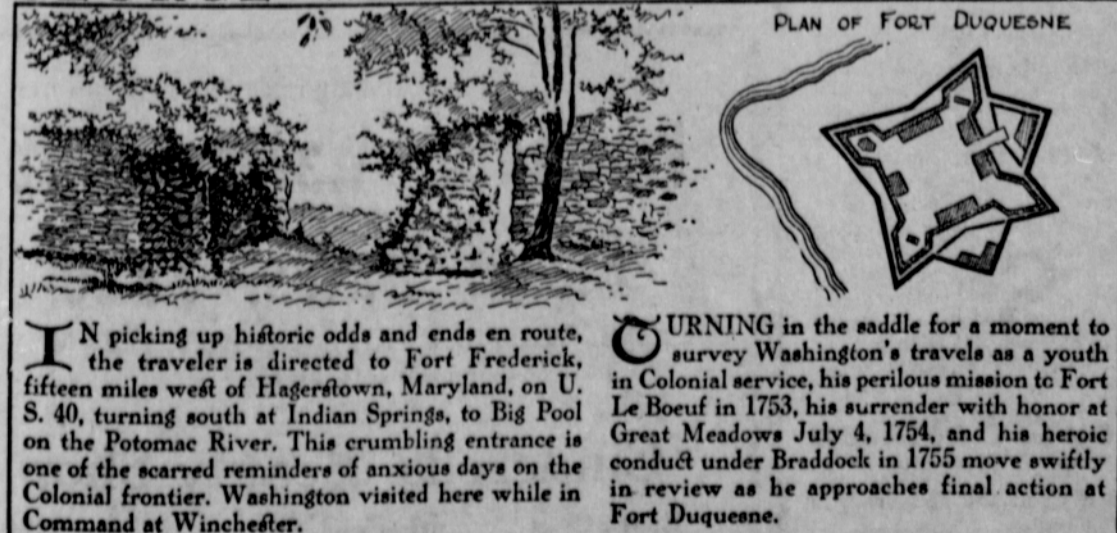 PLAN OF FORT DUQUESNE
IN picking up historic odds and ends en route,
the traveler is directed to Fort Frederick,
fifteen miles west of Hagerstown, Maryland, on U.
S. 40, turning south at Indian Springs, to Big Pool
on the Potomac River. This crumbling entrance is
one of the scarred reminders of anxious days on the
Colonial frontier. Washington visited here while in
Command at Winchester.
TURNING in the saddle for a moment to
survey Washington's travels as a youth
in Colonial service, his perilous mission to Fort
Le Boeuf in 1753, his surrender with honor at
Great Meadows July 4, 1754, and his heroic
conduct under Braddock in 1755 move swiftly
in review as he approaches final action at
Fort Duquesne.